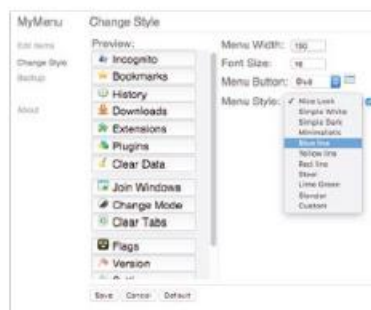 MyMenu
Change Style
Edit Items
Change Style
Backup
About
Preview:
Incognito
Bookmarks
History
Downloads
Extensions
Plugins
Clear Data
Join Windows
Change Mode
Clear Tabs
Flags
Version
Menu Width: 150
Font Size:
Menu Button: Blue
Menu Style: ✓ Nice Look
Simple White
Simple Dark
Minimalistic
Blue line
Yellow line
Red line
Steel
Lime Green
Slender
Custom
Save Cancel Default